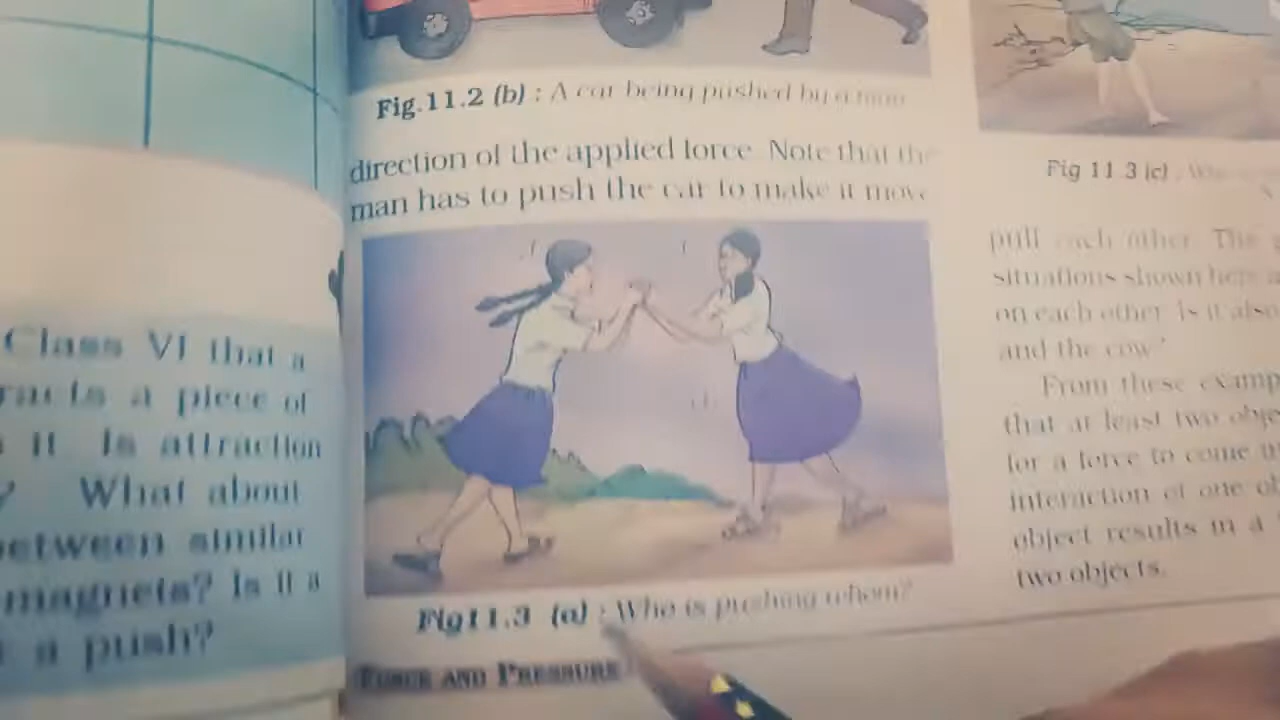 Class VI that a
racts a piece of
it. Is attraction
? What about
between similar
magnets? Is it a
a push?
Fig.11.2 (b) : A car being pushed by a man
direction of the applied force. Note that the
man has to push the car to make it move
Fig11.3 (a) : Who is pushing whom?
FORCE AND PRESSURE
Fig 11.3 (c) :
pull each other. The
situations shown here
on each other. Is it also
and the cow?
From these examp
that at least two obje
for a force to come
interaction of one ob
object results in a
two objects.